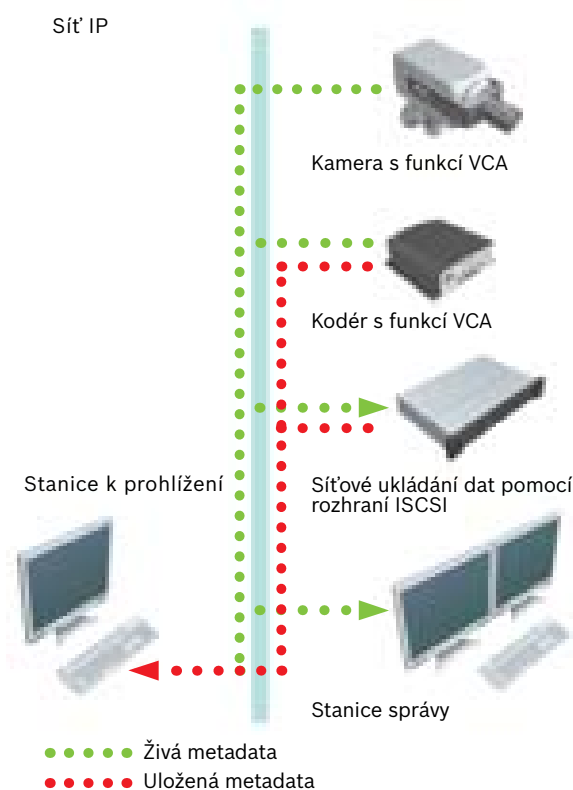 Síť IP
Kamera s funkcí VCA
Kodér s funkcí VCA
Stanice k prohlížení
Síťové ukládání dat pomocí
rozhraní ISCSI
Stanice správy
Živá metadata
Uložená metadata